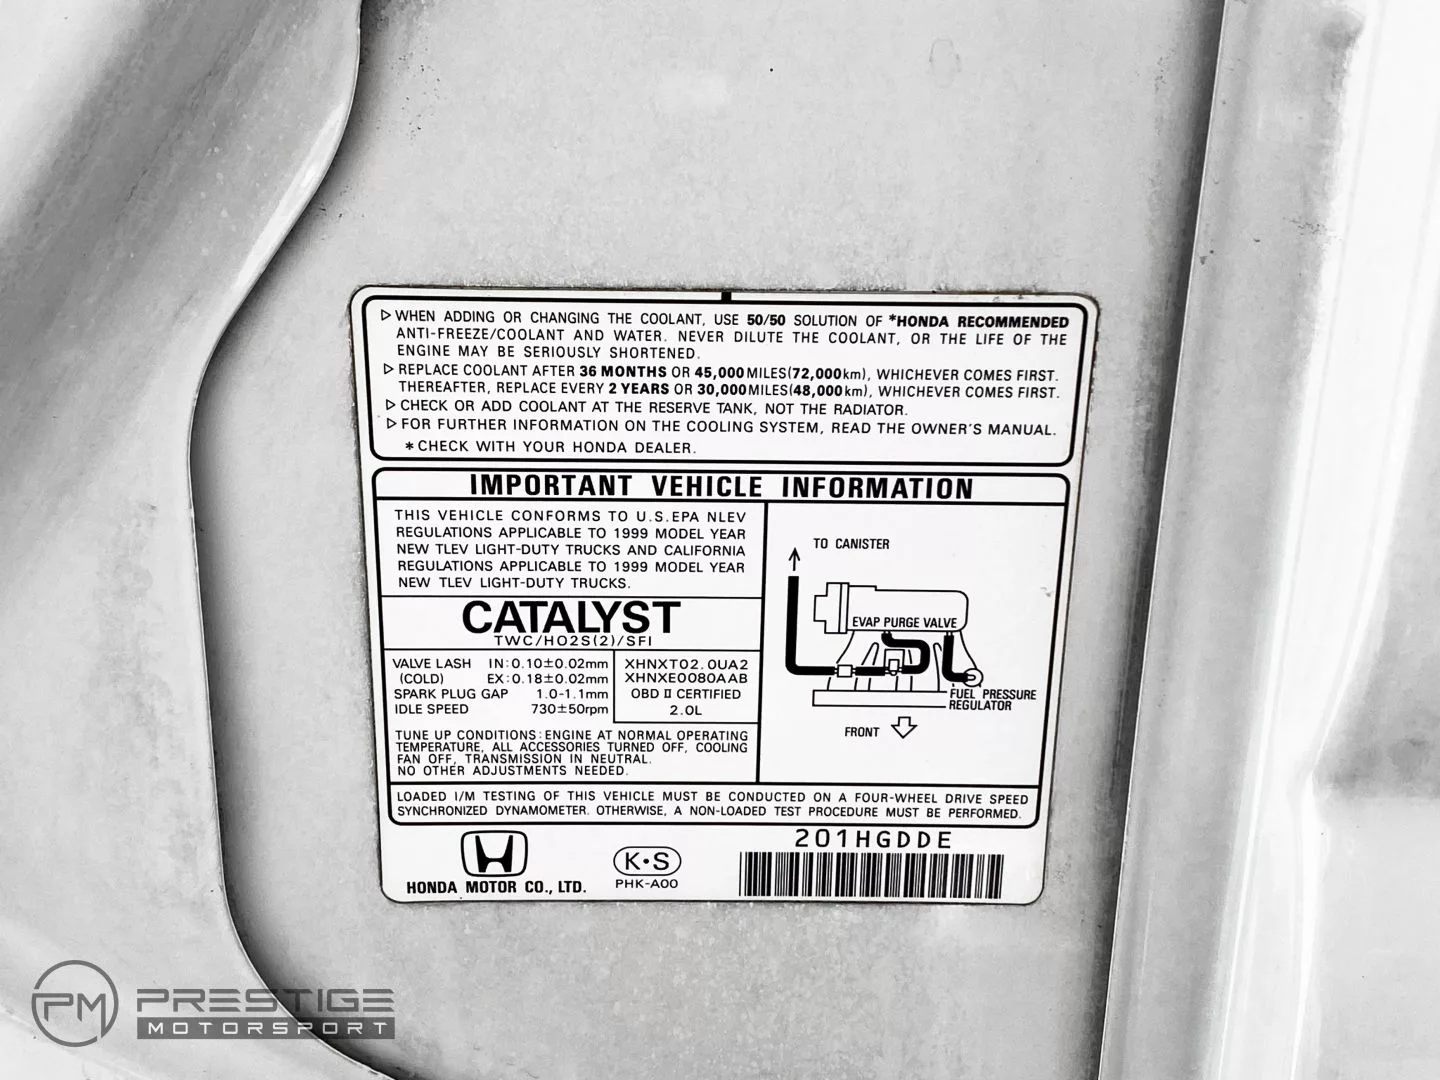 ▷ WHEN ADDING OR CHANGING THE COOLANT, USE 50/50 SOLUTION OF *HONDA RECOMMENDED
ANTI-FREEZE/COOLANT AND WATER. NEVER DILUTE THE COOLANT, OR THE LIFE OF THE
ENGINE MAY BE SERIOUSLY SHORTENED.
▷ REPLACE COOLANT AFTER 36 MONTHS OR 45,000 MILES(72,000km), WHICHEVER COMES FIRST.
THEREAFTER, REPLACE EVERY 2 YEARS OR 30,000MILES(48,000km), WHICHEVER COMES FIRST.
▷ CHECK OR ADD COOLANT AT THE RESERVE TANK, NOT THE RADIATOR.
▷ FOR FURTHER INFORMATION ON THE COOLING SYSTEM, READ THE OWNER'S MANUAL.
* CHECK WITH YOUR HONDA DEALER.
IMPORTANT VEHICLE INFORMATION
THIS VEHICLE CONFORMS TO U.S.EPA NLEV
REGULATIONS APPLICABLE TO 1999 MODEL YEAR
NEW TLEV LIGHT-DUTY TRUCKS AND CALIFORNIA
REGULATIONS APPLICABLE TO 1999 MODEL YEAR
NEW TLEV LIGHT-DUTY TRUCKS.
CATALYST
TWC/HO2S(2)/SFI
VALVE LASH IN:0.10±0.02mm
(COLD) EX:0.18±0.02mm
SPARK PLUG GAP 1.0-1.1mm
IDLE SPEED 730±50rpm
XHNXT02.0UA2
XHNXE0080AAB
OBD II CERTIFIED
2.0L
TUNE UP CONDITIONS: ENGINE AT NORMAL OPERATING
TEMPERATURE, ALL ACCESSORIES TURNED OFF, COOLING
FAN OFF, TRANSMISSION IN NEUTRAL.
NO OTHER ADJUSTMENTS NEEDED.
TO CANISTER
EVAP PURGE VALVE
FUEL PRESSURE
REGULATOR
FRONT
LOADED I/M TESTING OF THIS VEHICLE MUST BE CONDUCTED ON A FOUR-WHEEL DRIVE SPEED
SYNCHRONIZED DYNAMOMETER. OTHERWISE, A NON-LOADED TEST PROCEDURE MUST BE PERFORMED.
HONDA MOTOR CO., LTD.
K·S
PHK-A00
201HGDDE
PM PRESTIGE
MOTORSPORT